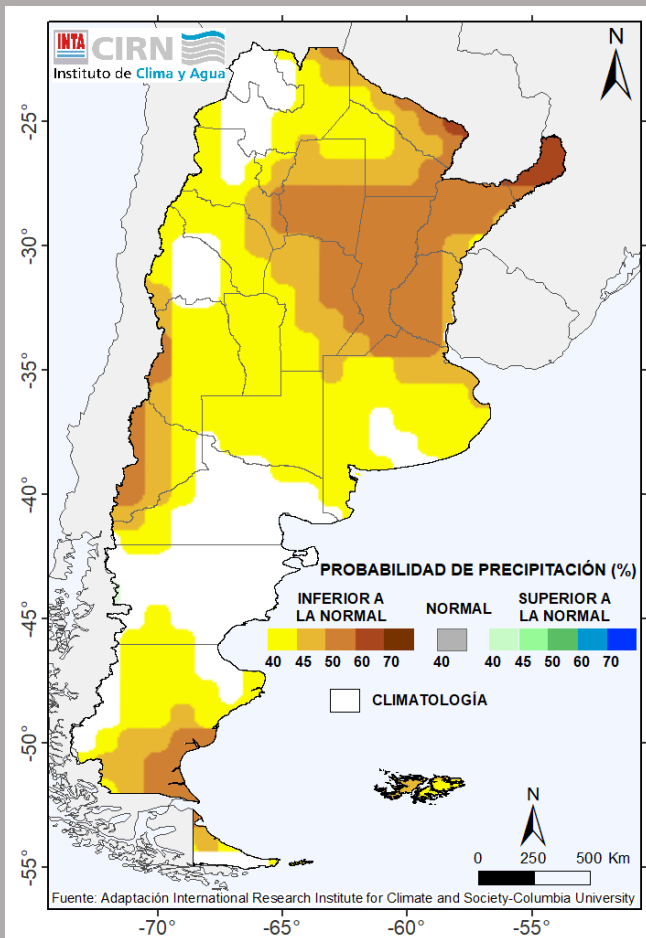 INTA CIRN
Instituto de Clima y Agua
N
-25°
-30°
-35°
-40°
-45°
-50°
-55°
PROBABILIDAD DE PRECIPITACIÓN (%)
INFERIOR A
LA NORMAL
NORMAL
SUPERIOR A
LA NORMAL
40 45 50 60 70
40
40 45 50 60 70
CLIMATOLOGÍA
N
0 250 500 Km
Fuente: Adaptación International Research Institute for Climate and Society-Columbia University
-70° -65° -60° -55°